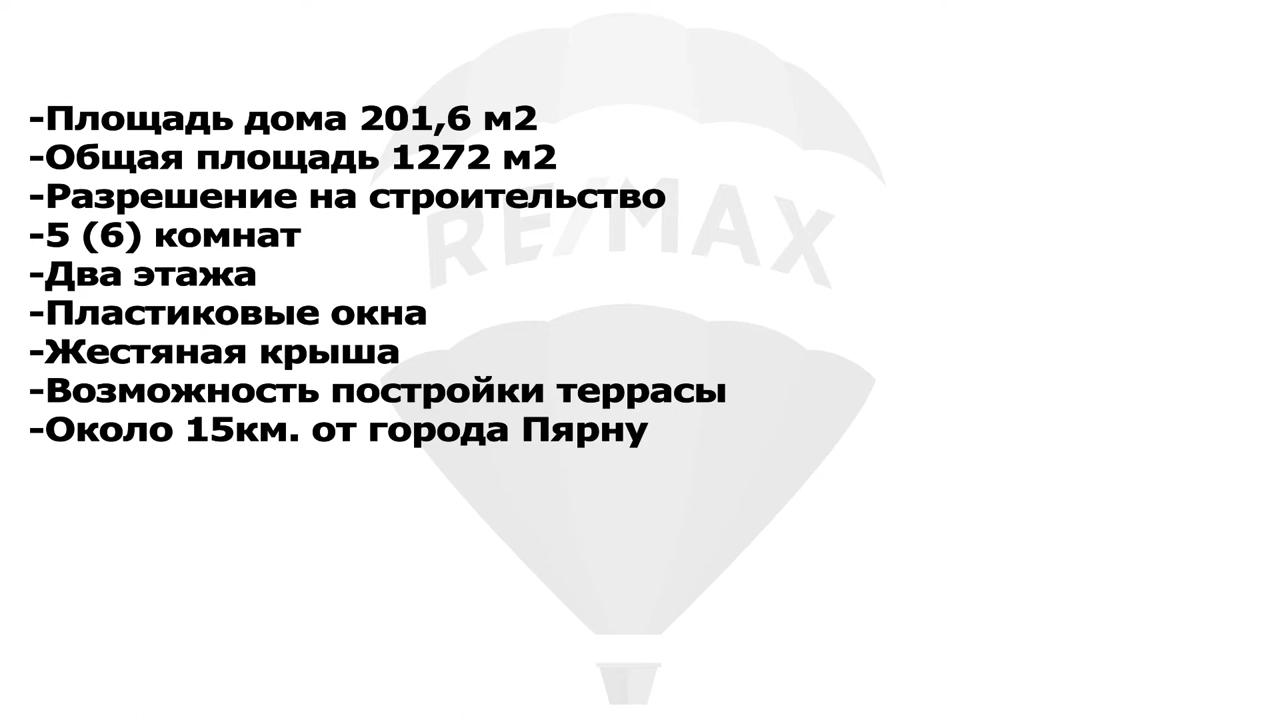 -Площадь дома 201,6 м2
-Общая площадь 1272 м2
-Разрешение на строительство
-5 (6) комнат
-Два этажа
-Пластиковые окна
-Жестяная крыша
-Возможность постройки террасы
-Около 15км. от города Пярну
RE/MAX